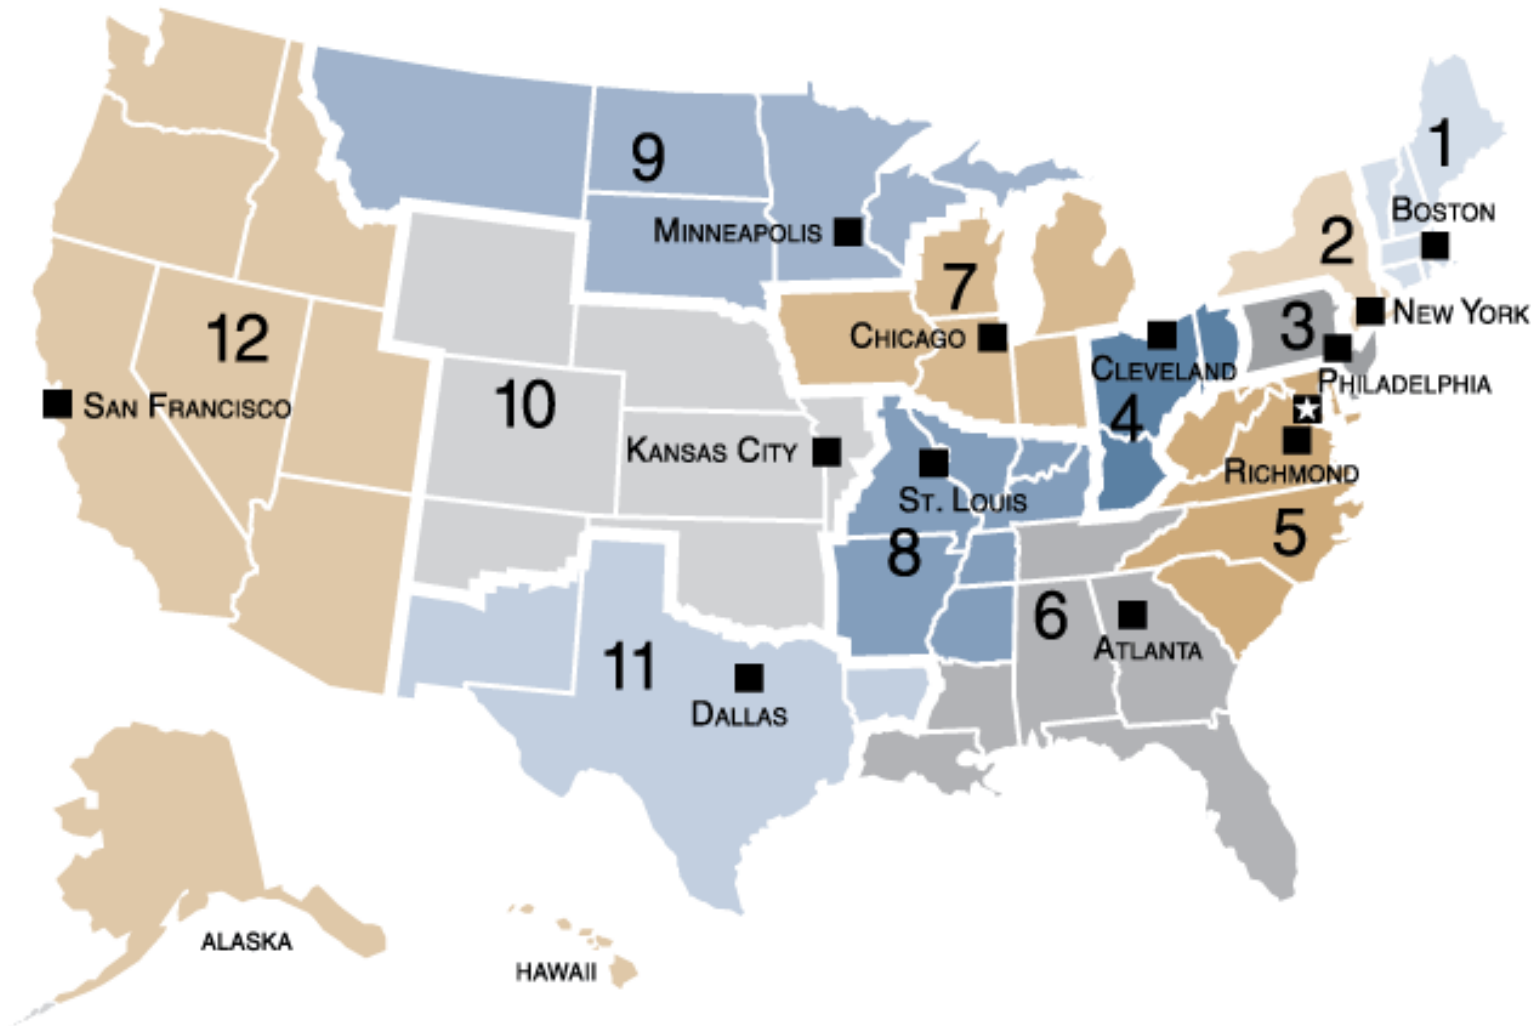 1
9
BOSTON
MINNEAPOLIS
2
7
NEW YORK
3
12
CHICAGO
CLEVELAND
PHILADELPHIA
SAN FRANCISCO
10
4
KANSAS CITY
RICHMOND
ST. LOUIS
5
8
6
ATLANTA
11
DALLAS
ALASKA
HAWAII